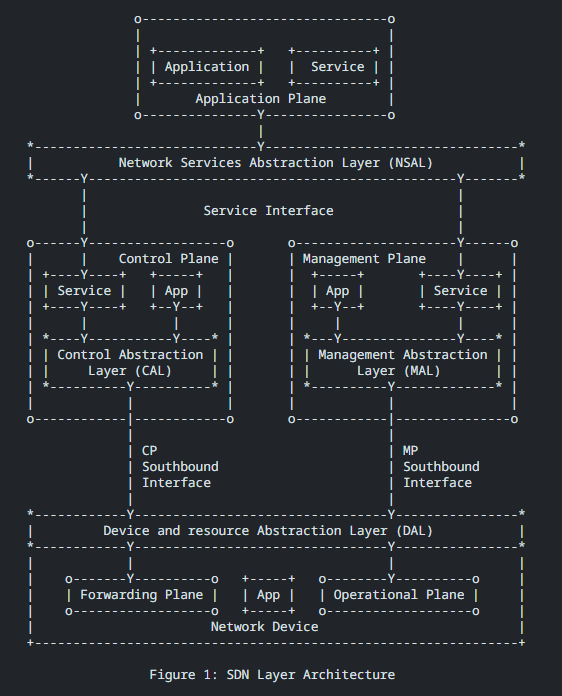 Application Service
Application Plane
Network Services Abstraction Layer (NSAL)
Service Interface
Control Plane Management Plane
Service App App Service
Control Abstraction Management Abstraction
Layer (CAL) Layer (MAL)
CP MP
Southbound Southbound
Interface Interface
Device and resource Abstraction Layer (DAL)
Forwarding Plane App Operational Plane
Network Device
Figure 1: SDN Layer Architecture